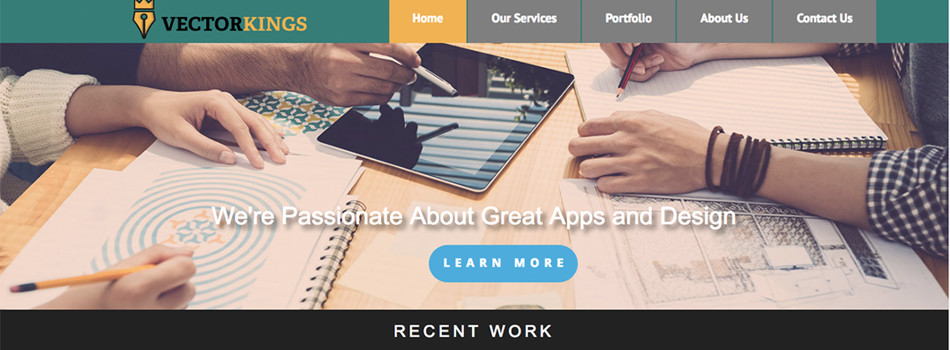 VECTORKINGS
Home Our Services Portfolio About Us Contact Us
We're Passionate About Great Apps and Design
LEARN MORE
RECENT WORK